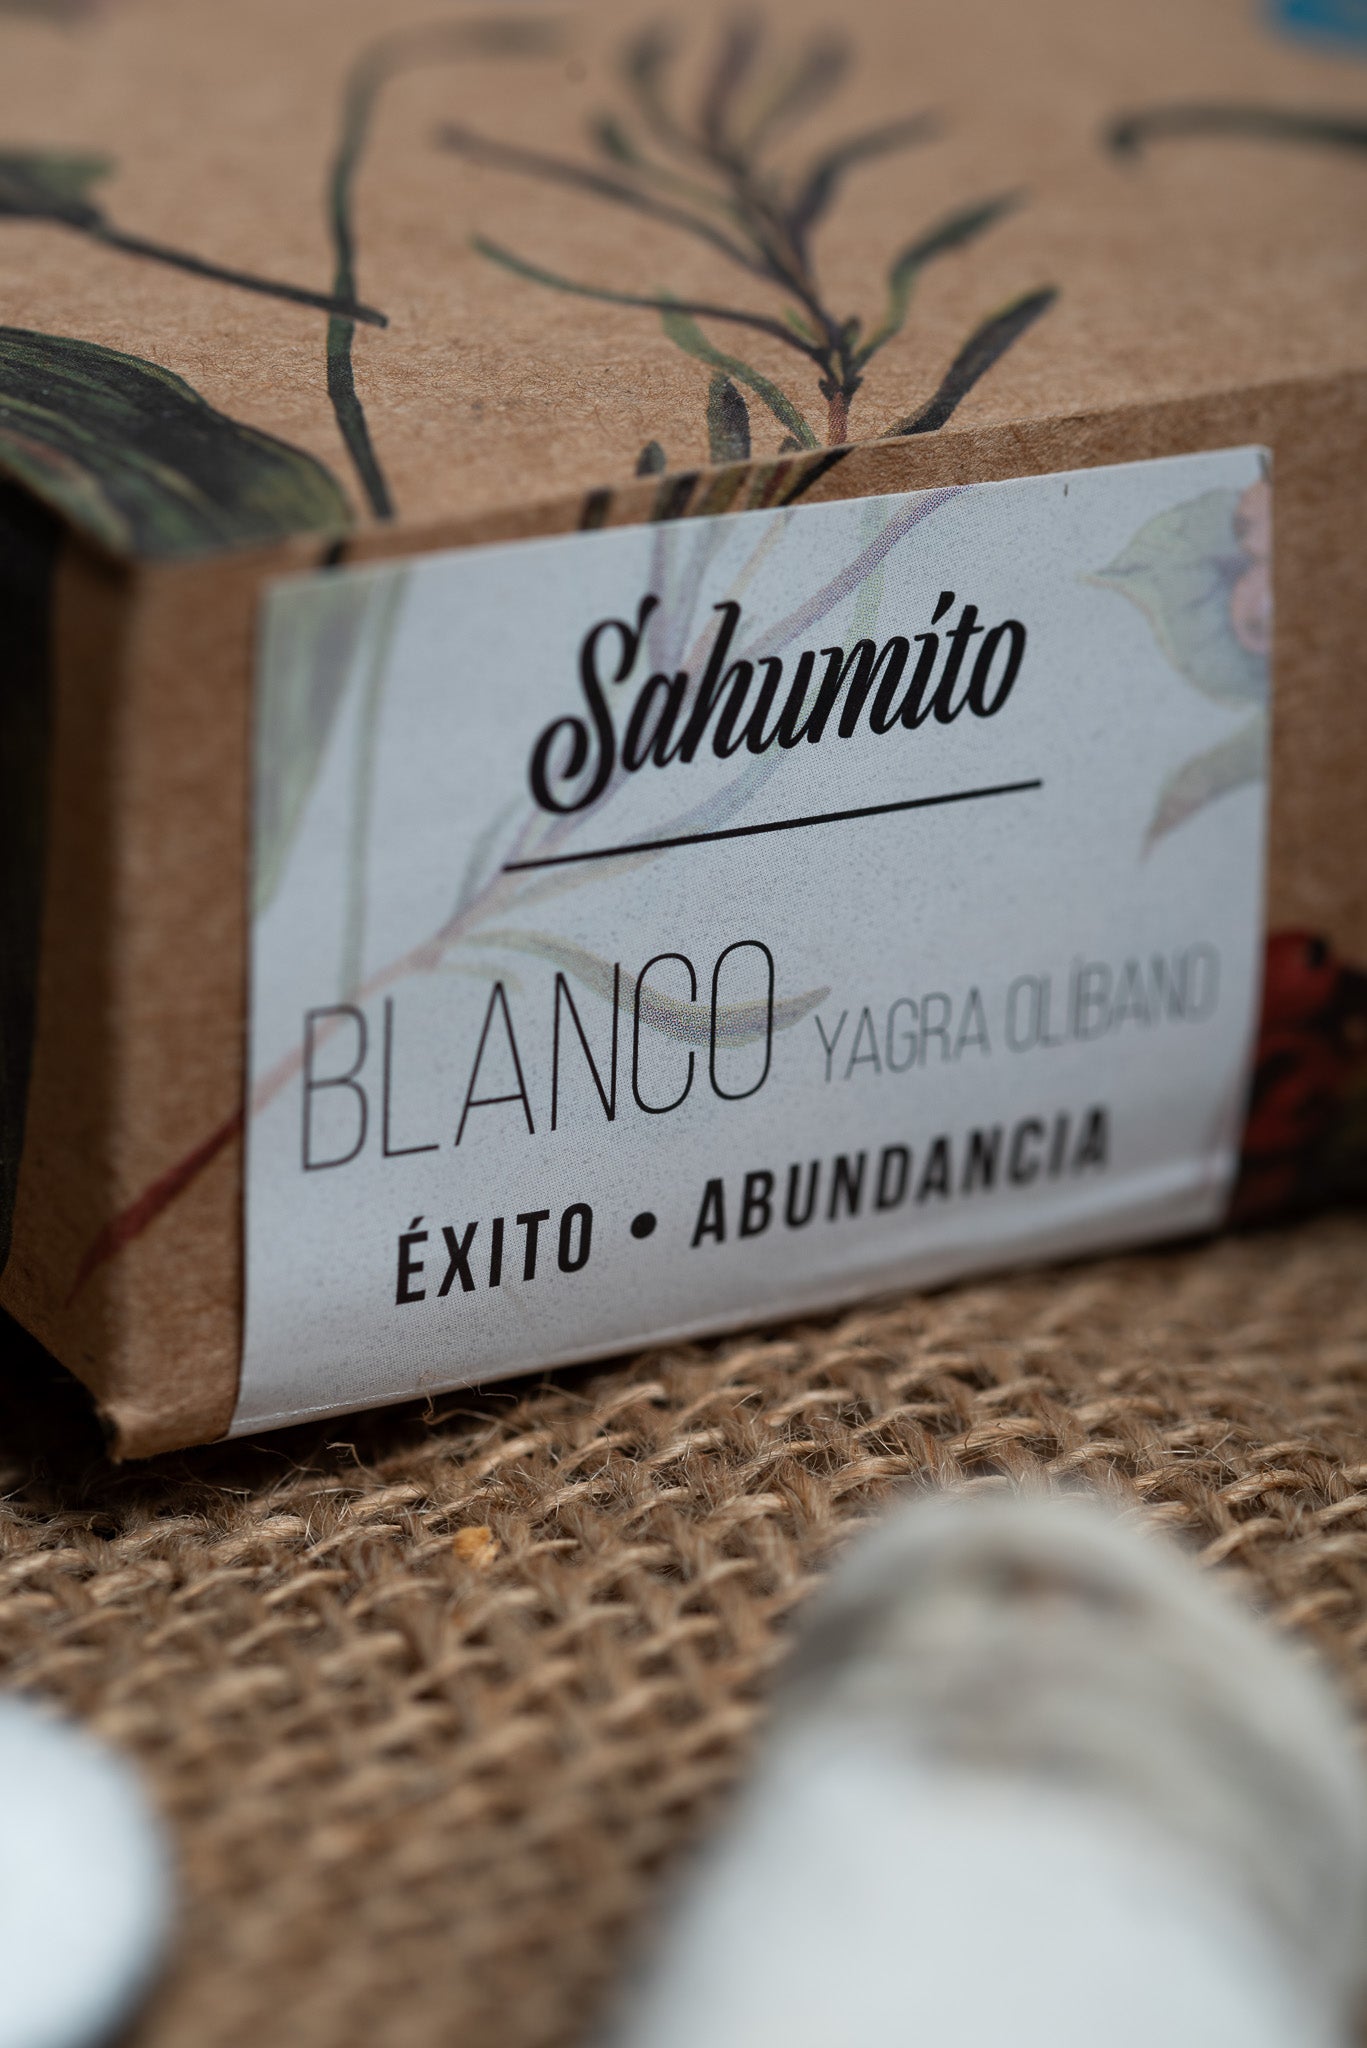 Sahumito
BLANCO YAGRA OLÍBANO
ÉXITO • ABUNDANCIA